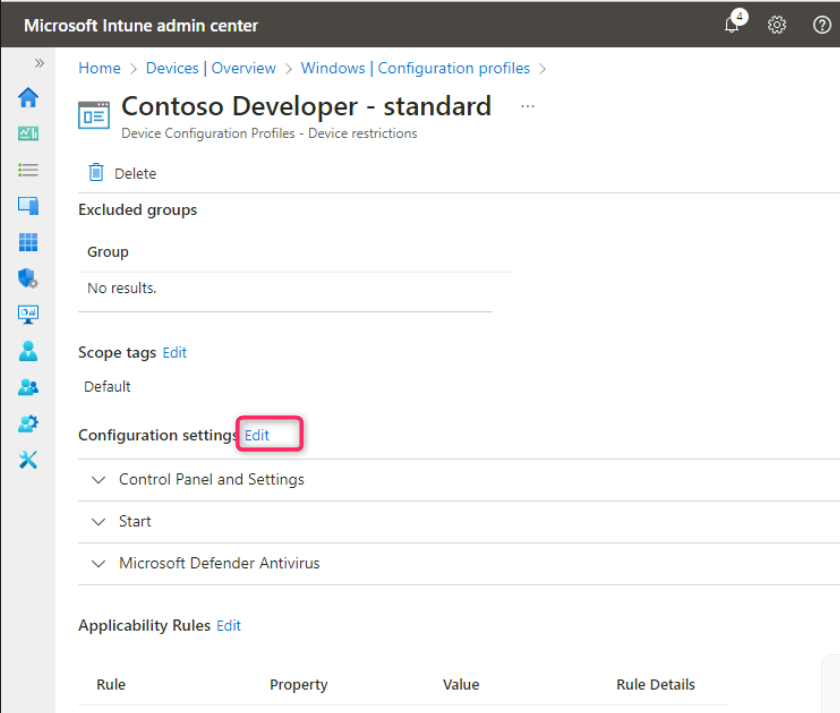 Microsoft Intune admin center
4
Home > Devices | Overview > Windows | Configuration profiles >
Contoso Developer - standard ...
Device Configuration Profiles - Device restrictions
Delete
Excluded groups
Group
No results.
Scope tags Edit
Default
Configuration settings Edit
Control Panel and Settings
Start
Microsoft Defender Antivirus
Applicability Rules Edit
Rule Property Value Rule Details